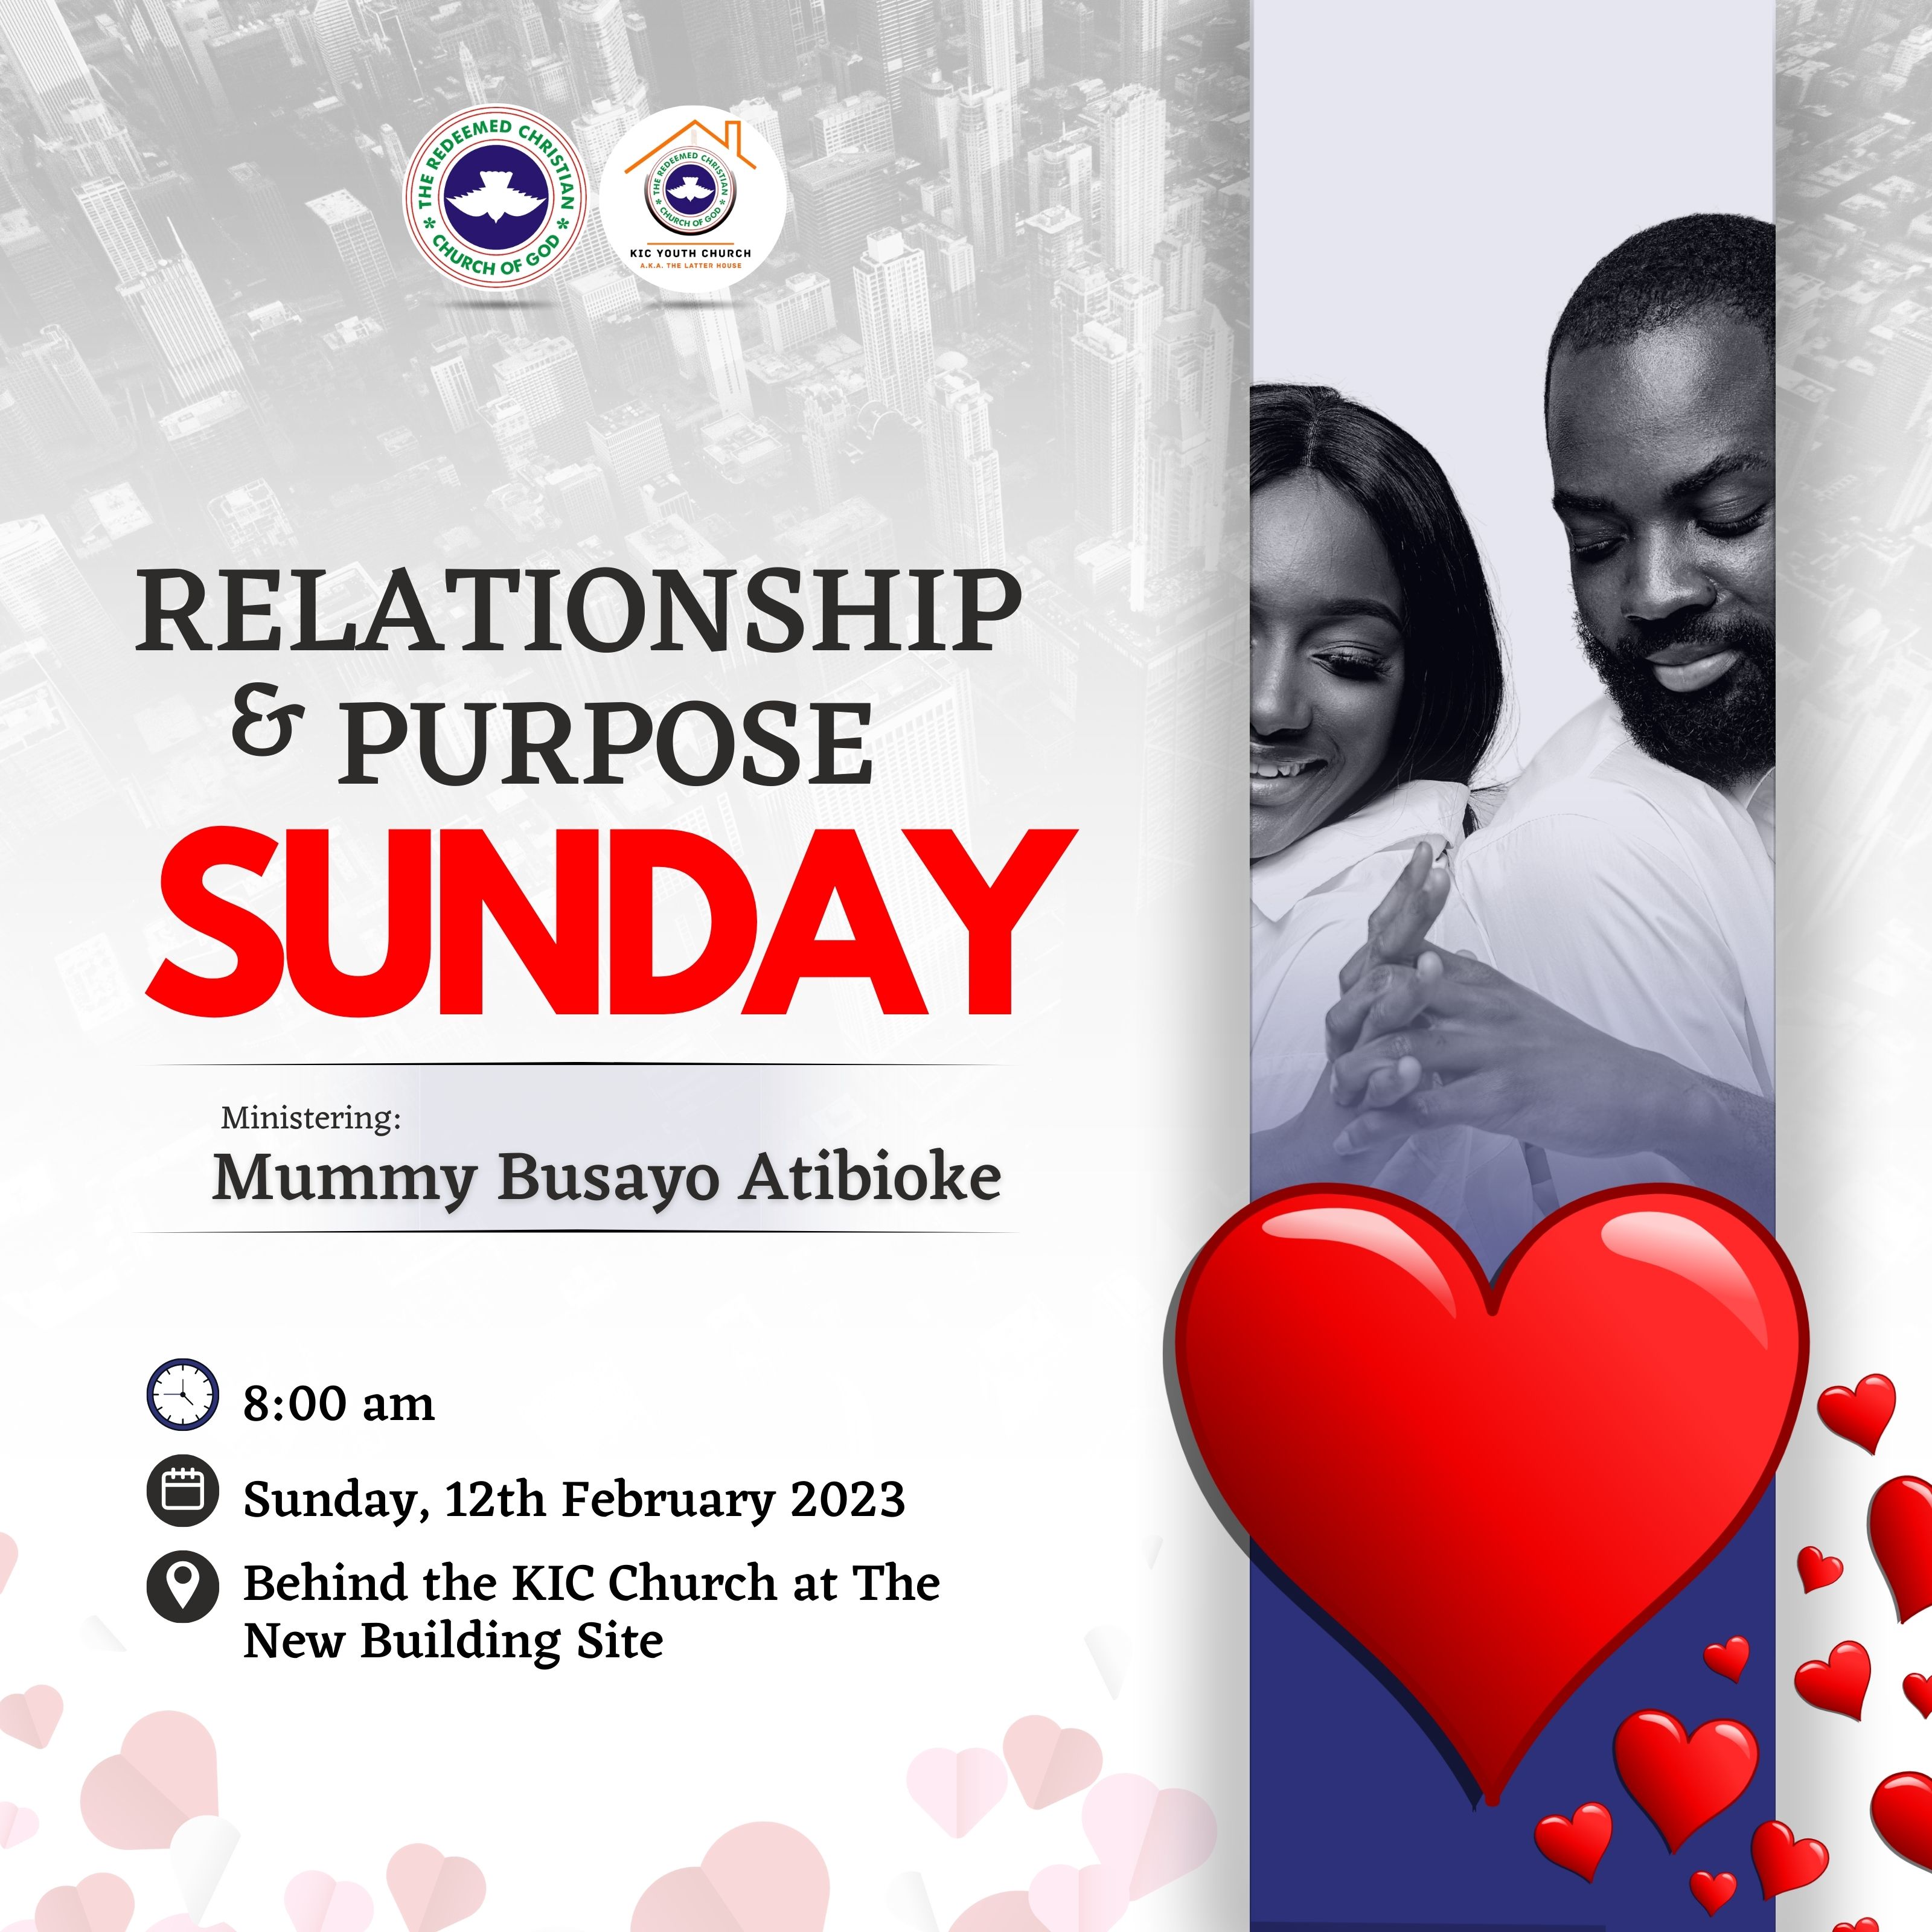 THE REDEEMED CHRISTIAN
CHURCH OF GOD
THE REDEEMED CHRISTIAN
CHURCH OF GOD
KIC YOUTH CHURCH
A.K.A. THE LATTER HOUSE
RELATIONSHIP
& PURPOSE
SUNDAY
Ministering:
Mummy Busayo Atibioke
8:00 am
Sunday, 12th February 2023
Behind the KIC Church at The
New Building Site